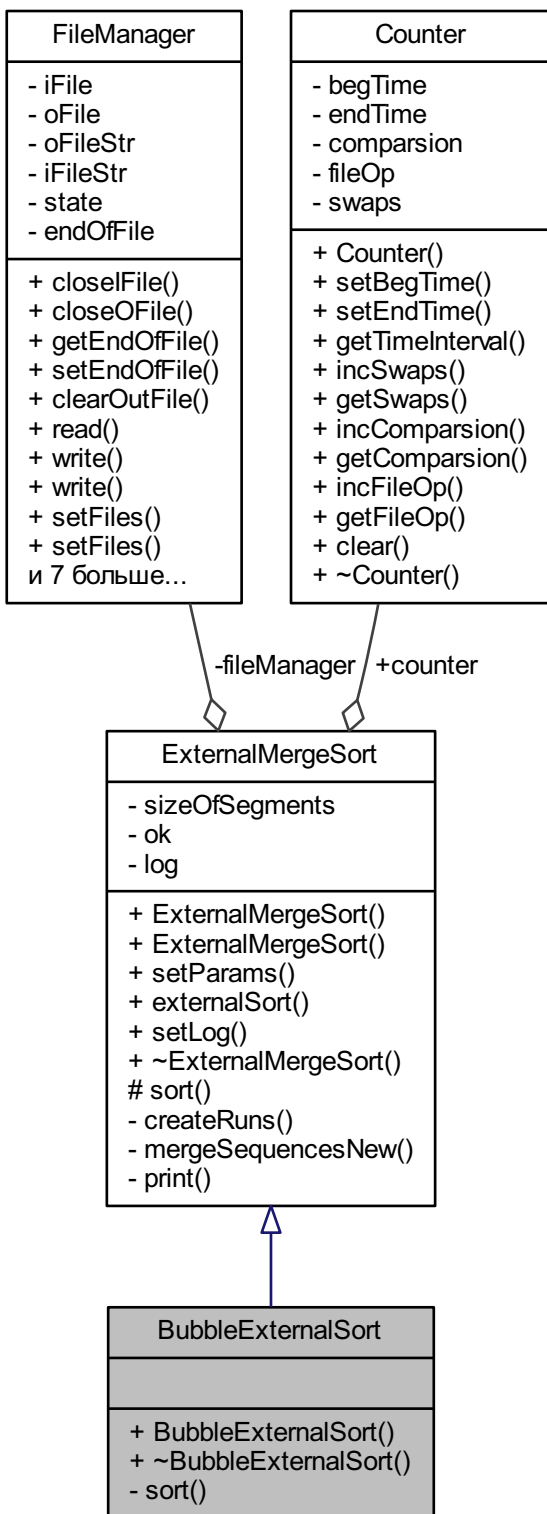 FileManager
- iFile
- oFile
- oFileStr
- iFileStr
- state
- endOfFile
+ closeIFile()
+ closeOFile()
+ getEndOfFile()
+ setEndOfFile()
+ clearOutFile()
+ read()
+ write()
+ write()
+ setFiles()
+ setFiles()
и 7 больше...
Counter
- begTime
- endTime
- comparsion
- fileOp
- swaps
+ Counter()
+ setBegTime()
+ setEndTime()
+ getTimeInterval()
+ incSwaps()
+ getSwaps()
+ incComparsion()
+ getComparsion()
+ incFileOp()
+ getFileOp()
+ clear()
+ ~Counter()
-fileManager
+counter
ExternalMergeSort
- sizeOfSegments
- ok
- log
+ ExternalMergeSort()
+ ExternalMergeSort()
+ setParams()
+ externalSort()
+ setLog()
+ ~ExternalMergeSort()
# sort()
- createRuns()
- mergeSequencesNew()
- print()
BubbleExternalSort
+ BubbleExternalSort()
+ ~BubbleExternalSort()
- sort()